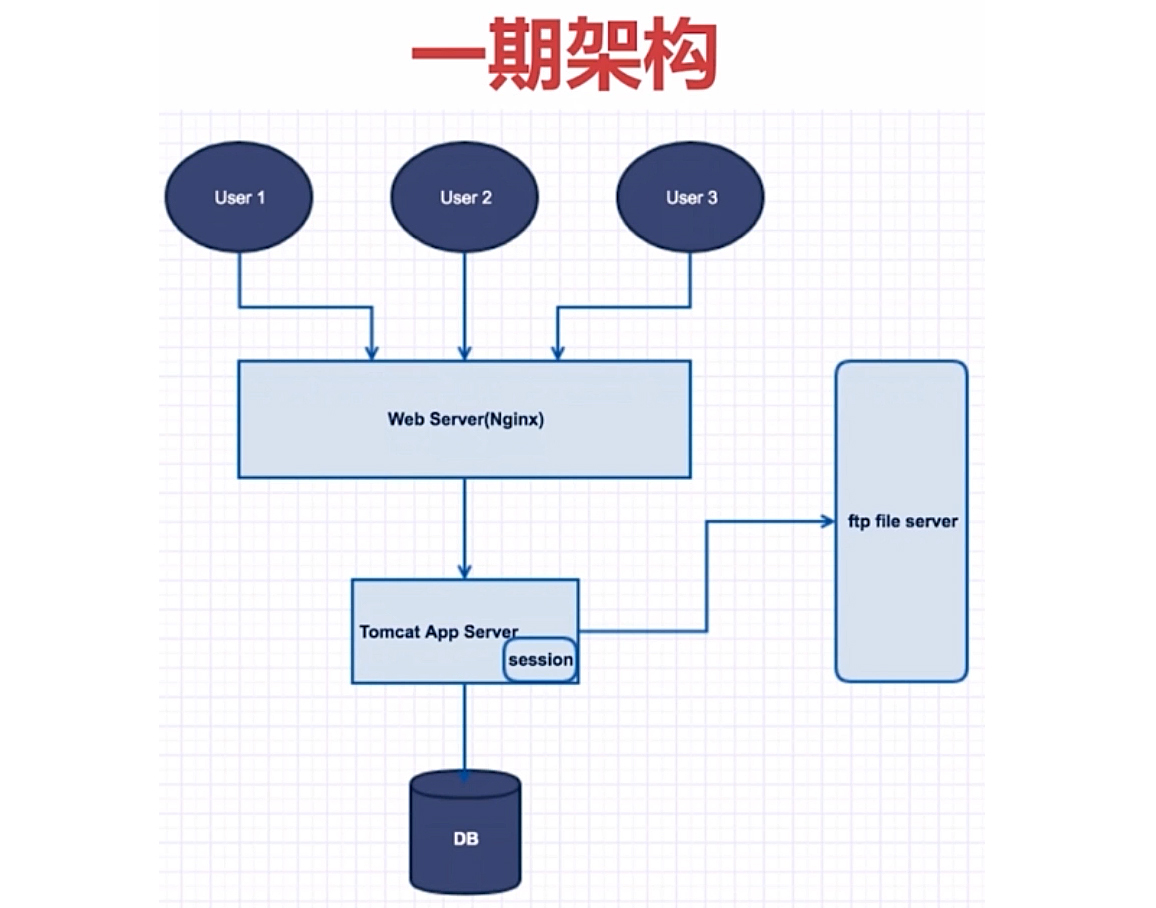 一期架构
User 1
User 2
User 3
Web Server(Nginx)
ftp file server
Tomcat App Server
session
DB